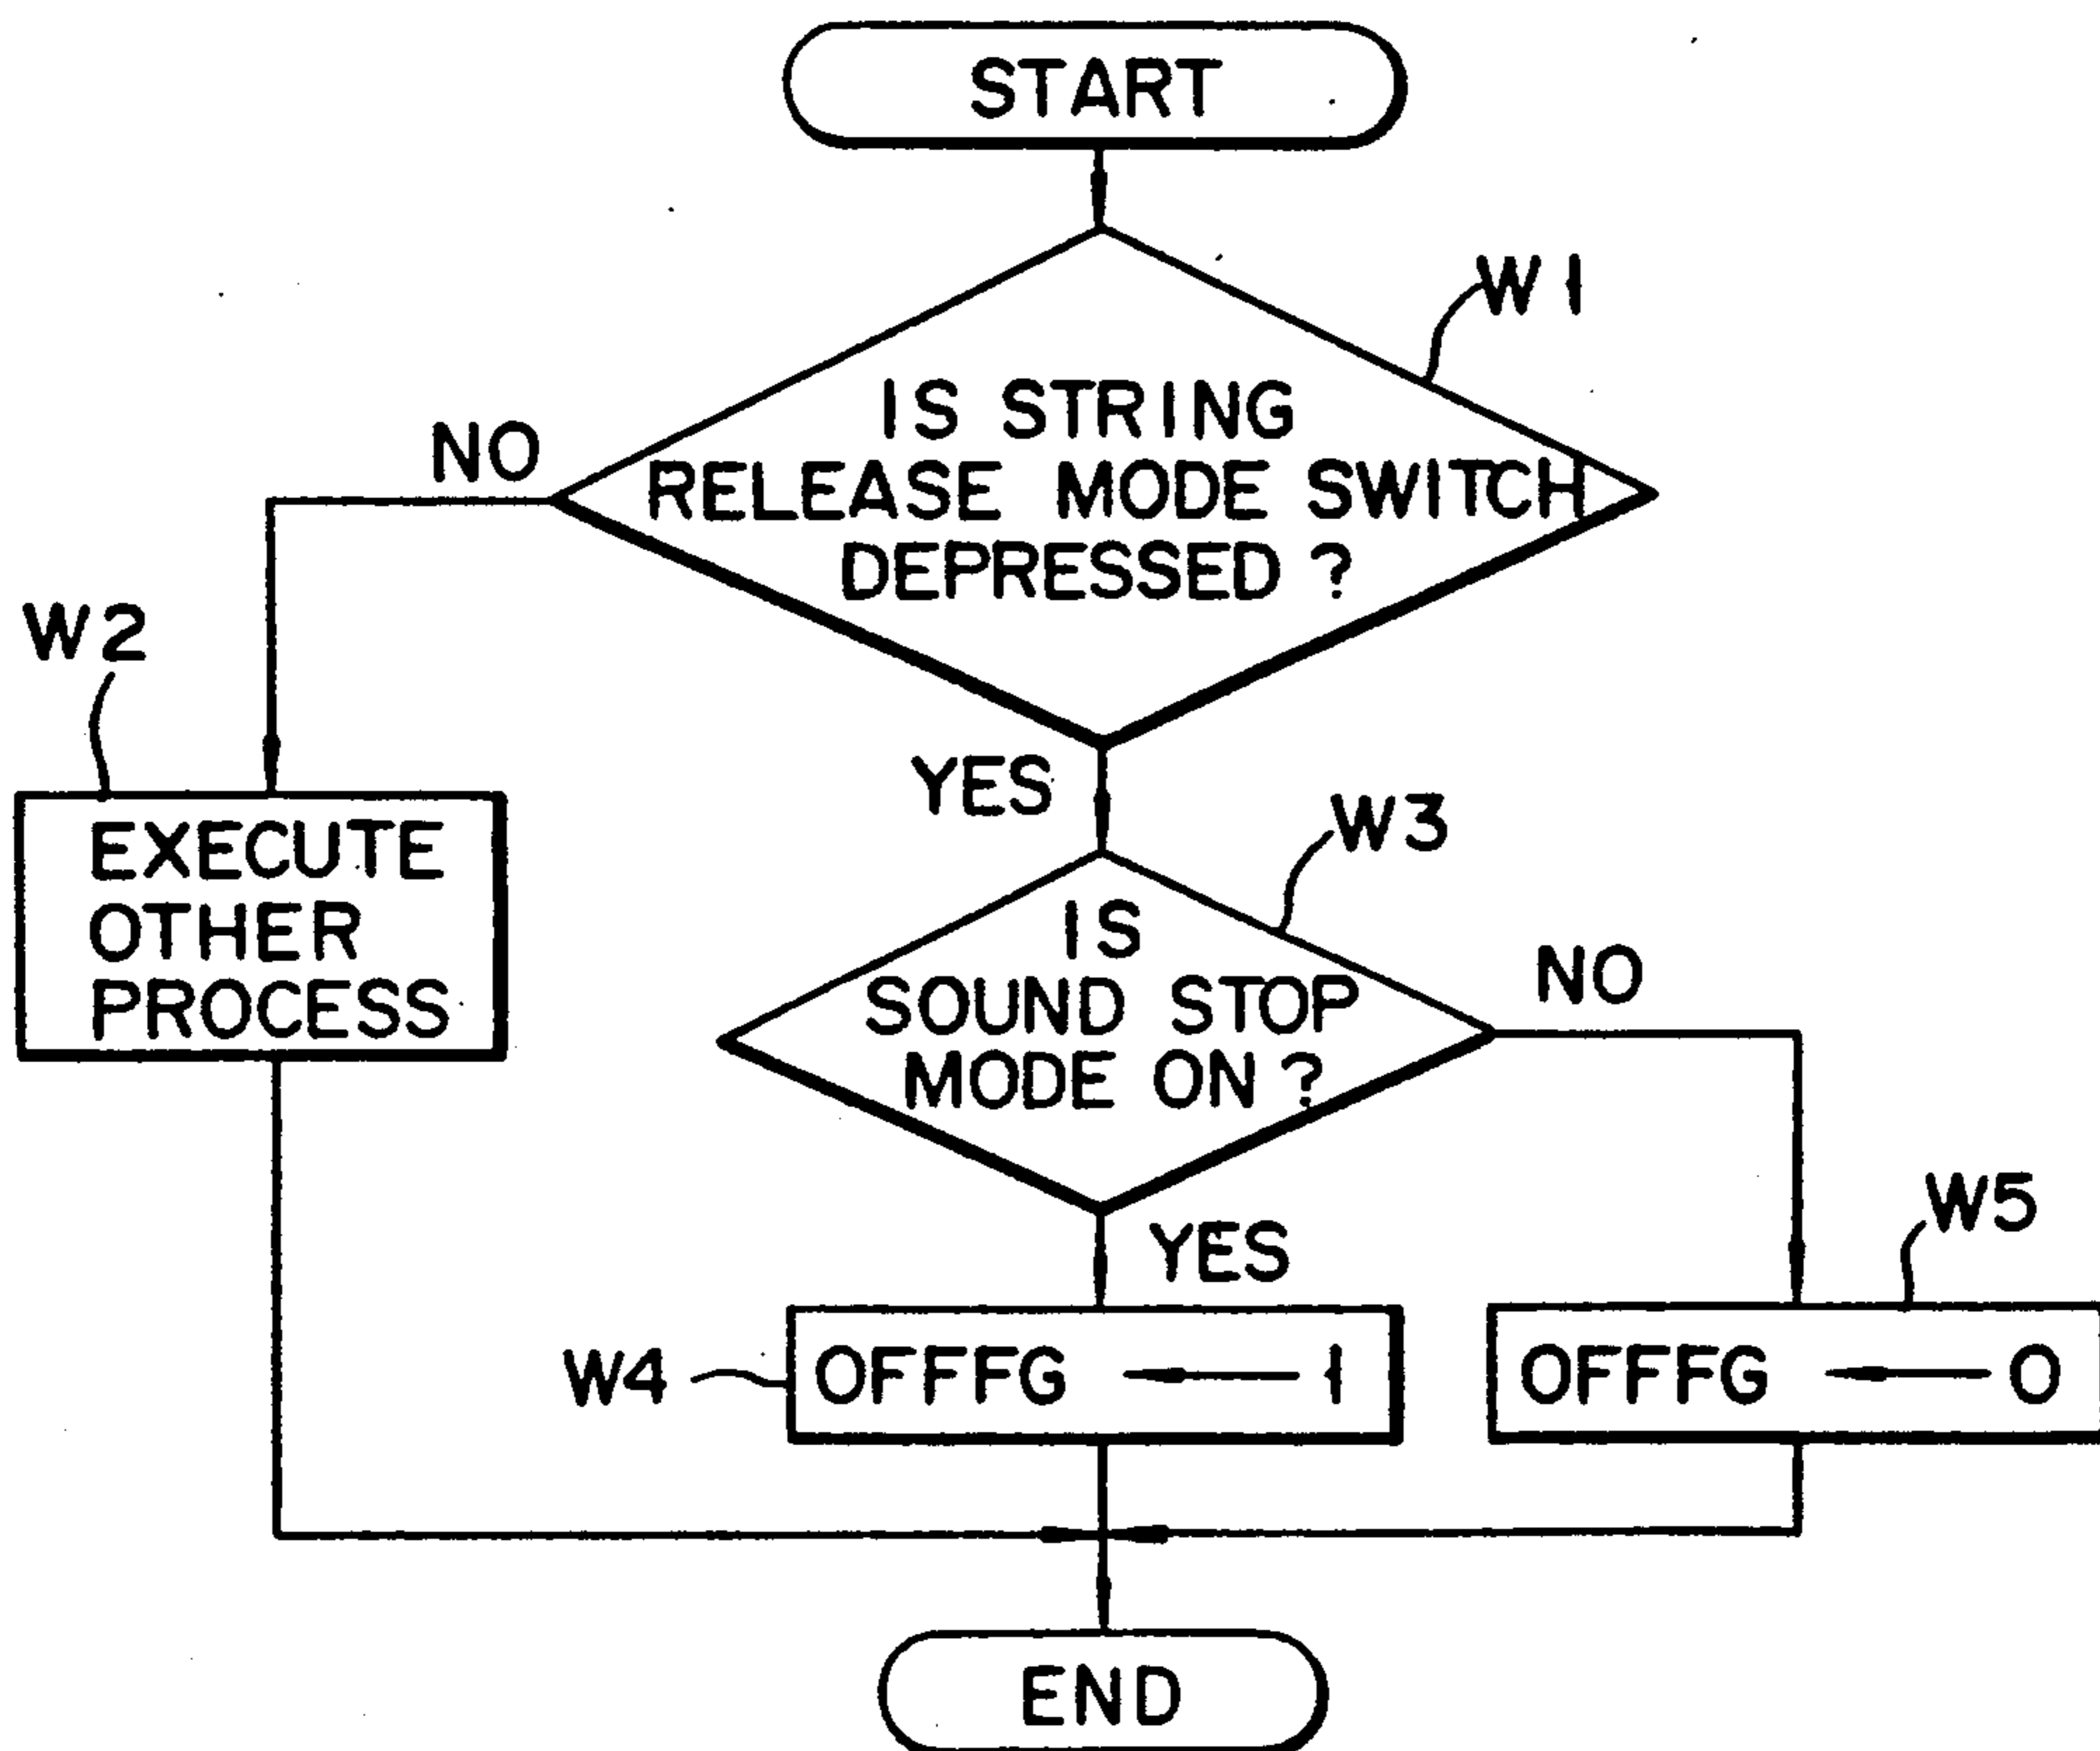 START
W1
IS STRING
RELEASE MODE SWITCH
DEPRESSED ?
NO
W2
YES
EXECUTE
OTHER
PROCESS
W3
IS
SOUND STOP
MODE ON ?
NO
YES
W5
W4
OFFFG ← 1
OFFFG ← 0
END